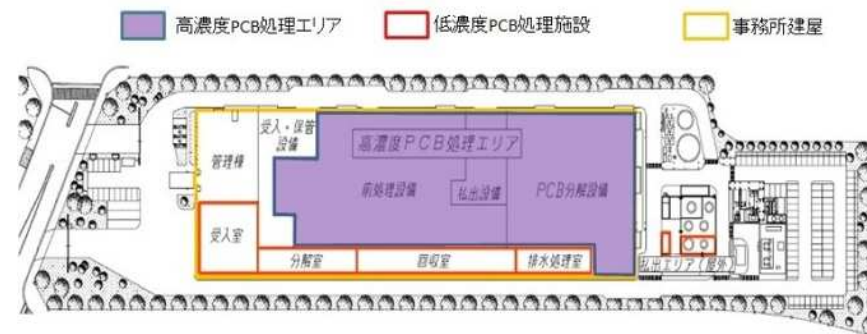 高濃度PCB処理エリア
低濃度PCB処理施設
事務所建屋
受入・保管
設備
管理棟
高濃度PCB処理エリア
前処理設備
払出設備
PCB分解設備
受入室
分解室
回収室
排水処理室
払出エリア(屋外)